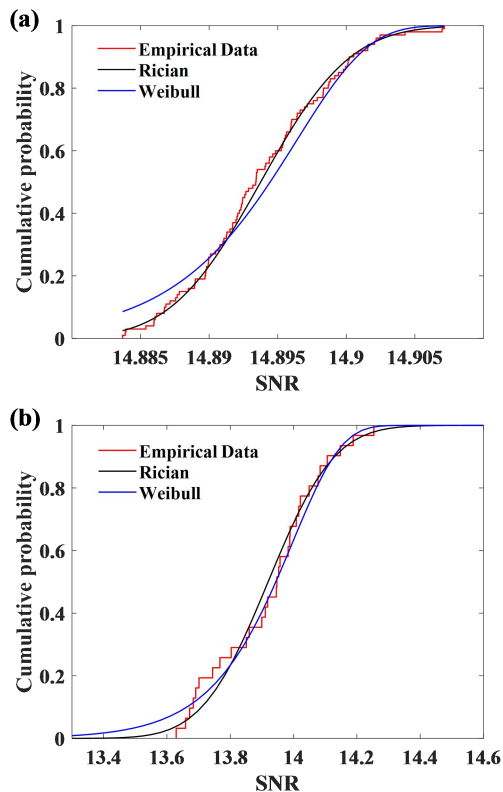 (a)
Empirical Data
Rician
Weibull
Cumulative probability
1
0.8
0.6
0.4
0.2
0
14.885 14.89 14.895 14.9 14.905
SNR
(b)
Empirical Data
Rician
Weibull
Cumulative probability
1
0.8
0.6
0.4
0.2
0
13.4 13.6 13.8 14 14.2 14.4 14.6
SNR